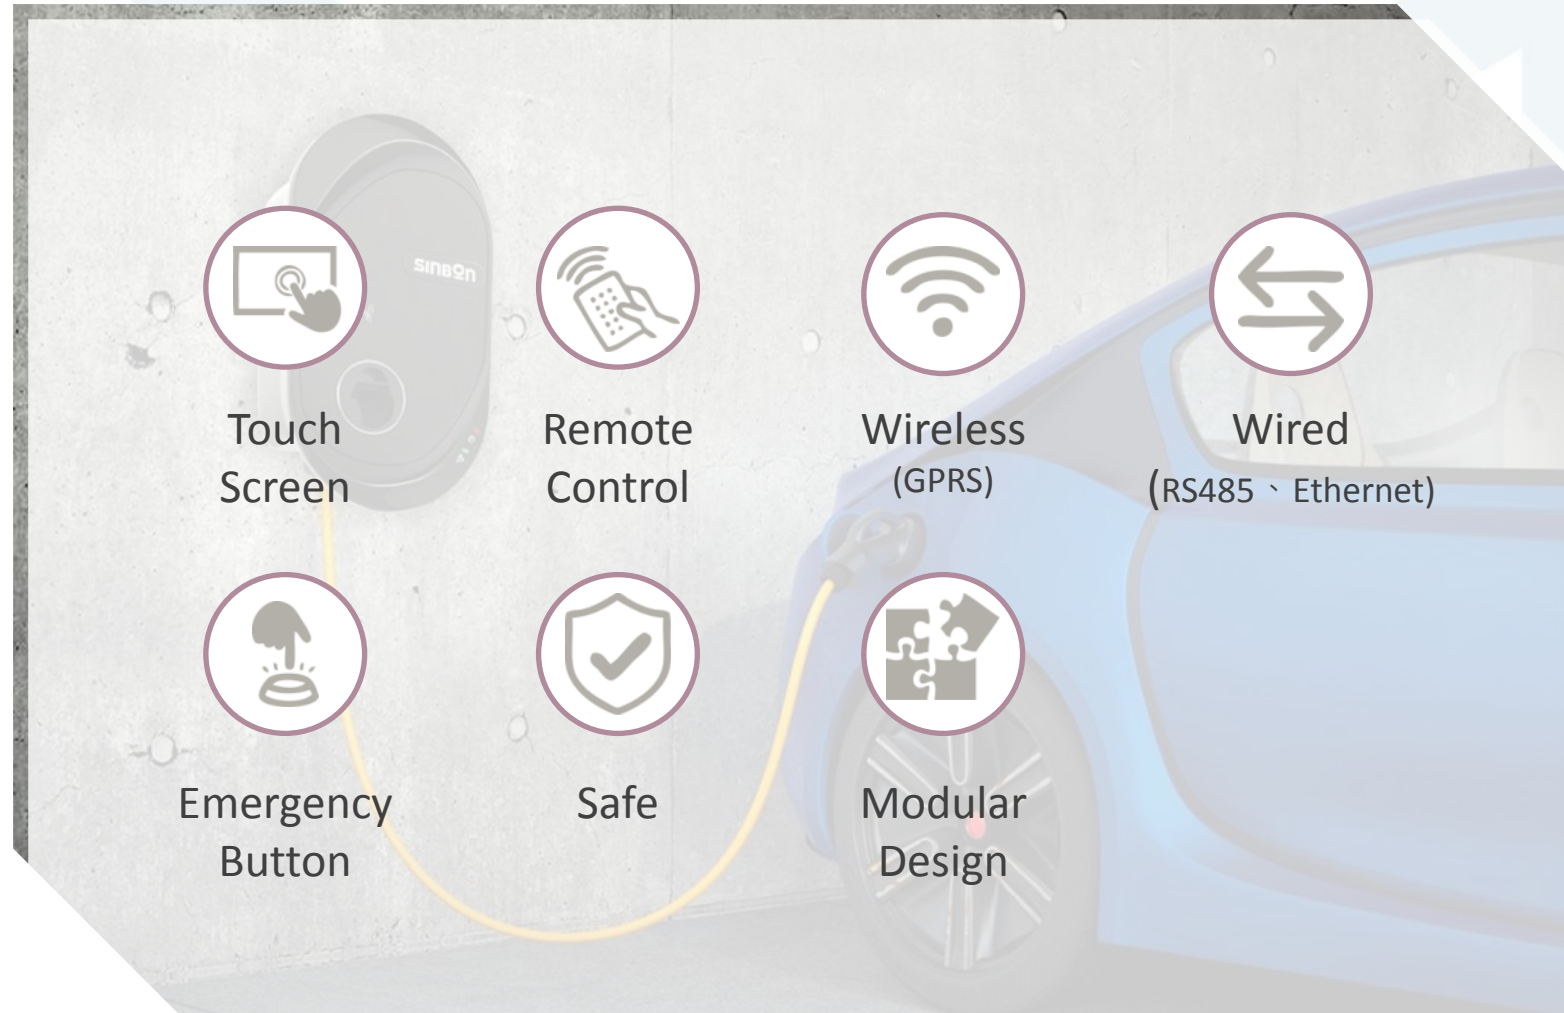 SINBON
Touch
Screen
Remote
Control
Wireless
(GPRS)
Wired
(RS485、Ethernet)
Emergency
Button
Safe
Modular
Design